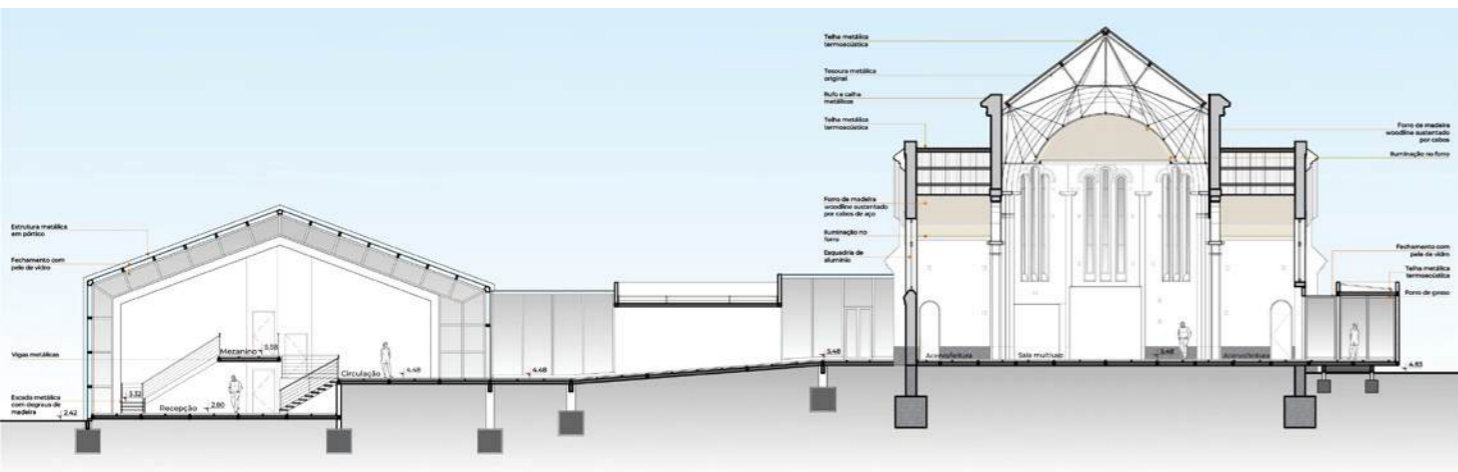 Telha metálica
termoacústica
Tesoura metálica
original
Rufo e calha
metálicos
Telha metálica
termoacústica
Forro de madeira
woodline sustentado
por cabos
Iluminação no forro
Forro de madeira
woodline sustentado
por cabos de aço
Iluminação no
forro
Esquadria de
alumínio
Fechamento com
pele de vidro
Telha metálica
termoacústica
Forro de gesso
Estrutura metálica
em pórtico
Fechamento com
pele de vidro
Vigas metálicas
Escada metálica
com degraus de
madeira
2.42
3.32
Recepção
2.80
Mezanino
5.58
Circulação
4.48
4.48
5.48
Acervo/leitura
Sala multiuso
5.48
Acervo/leitura
4.83